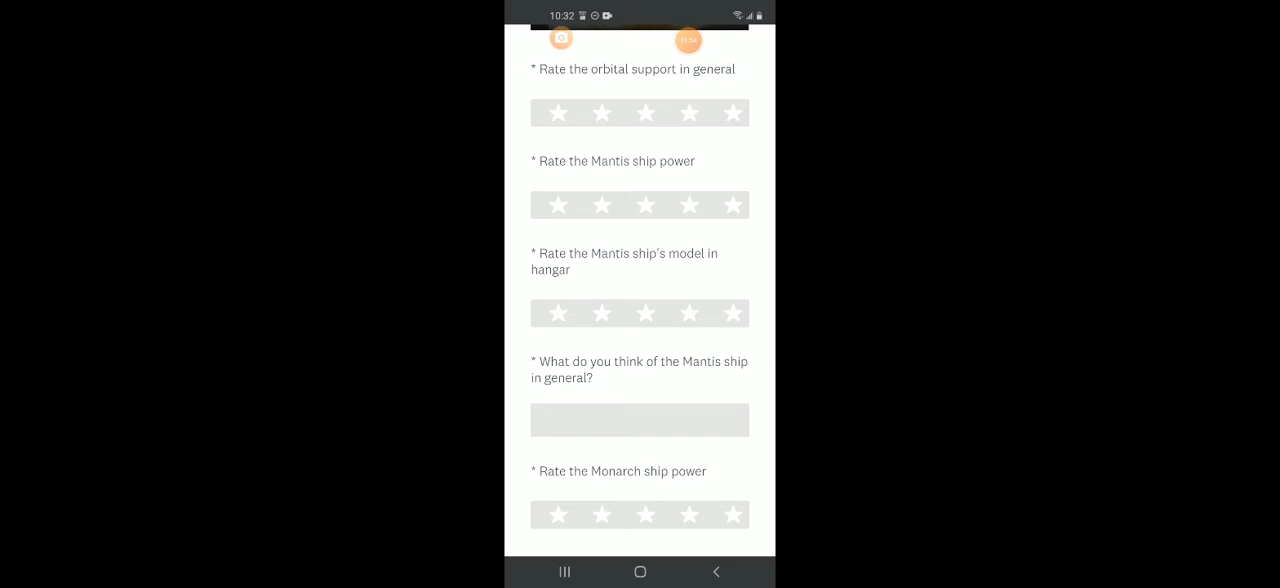 10:32
* Rate the orbital support in general
* Rate the Mantis ship power
* Rate the Mantis ship's model in
hangar
* What do you think of the Mantis ship
in general?
* Rate the Monarch ship power